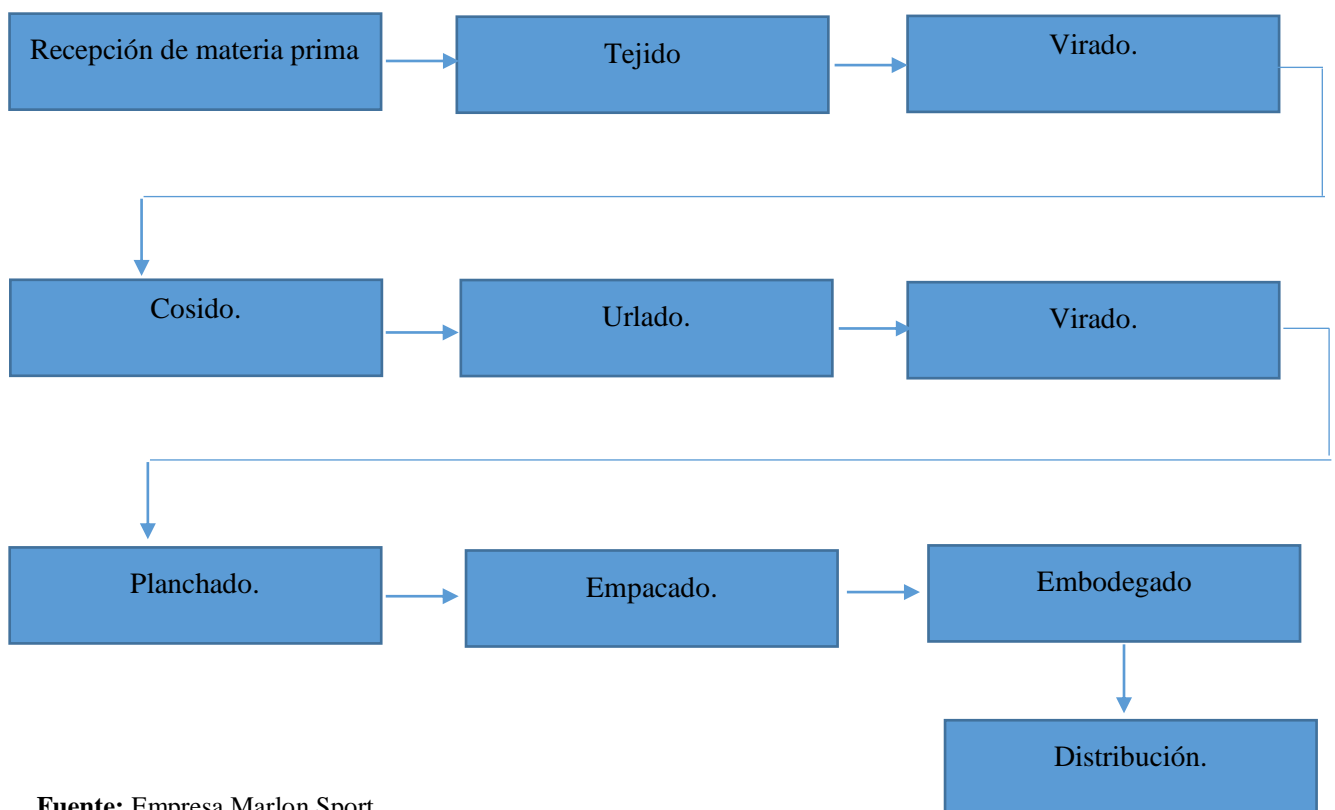 Recepción de materia prima
Tejido
Virado.
Cosido.
Urlado.
Virado.
Planchado.
Empacado.
Embodegado
Distribución.
Fuente: Empresa Marlon Sport